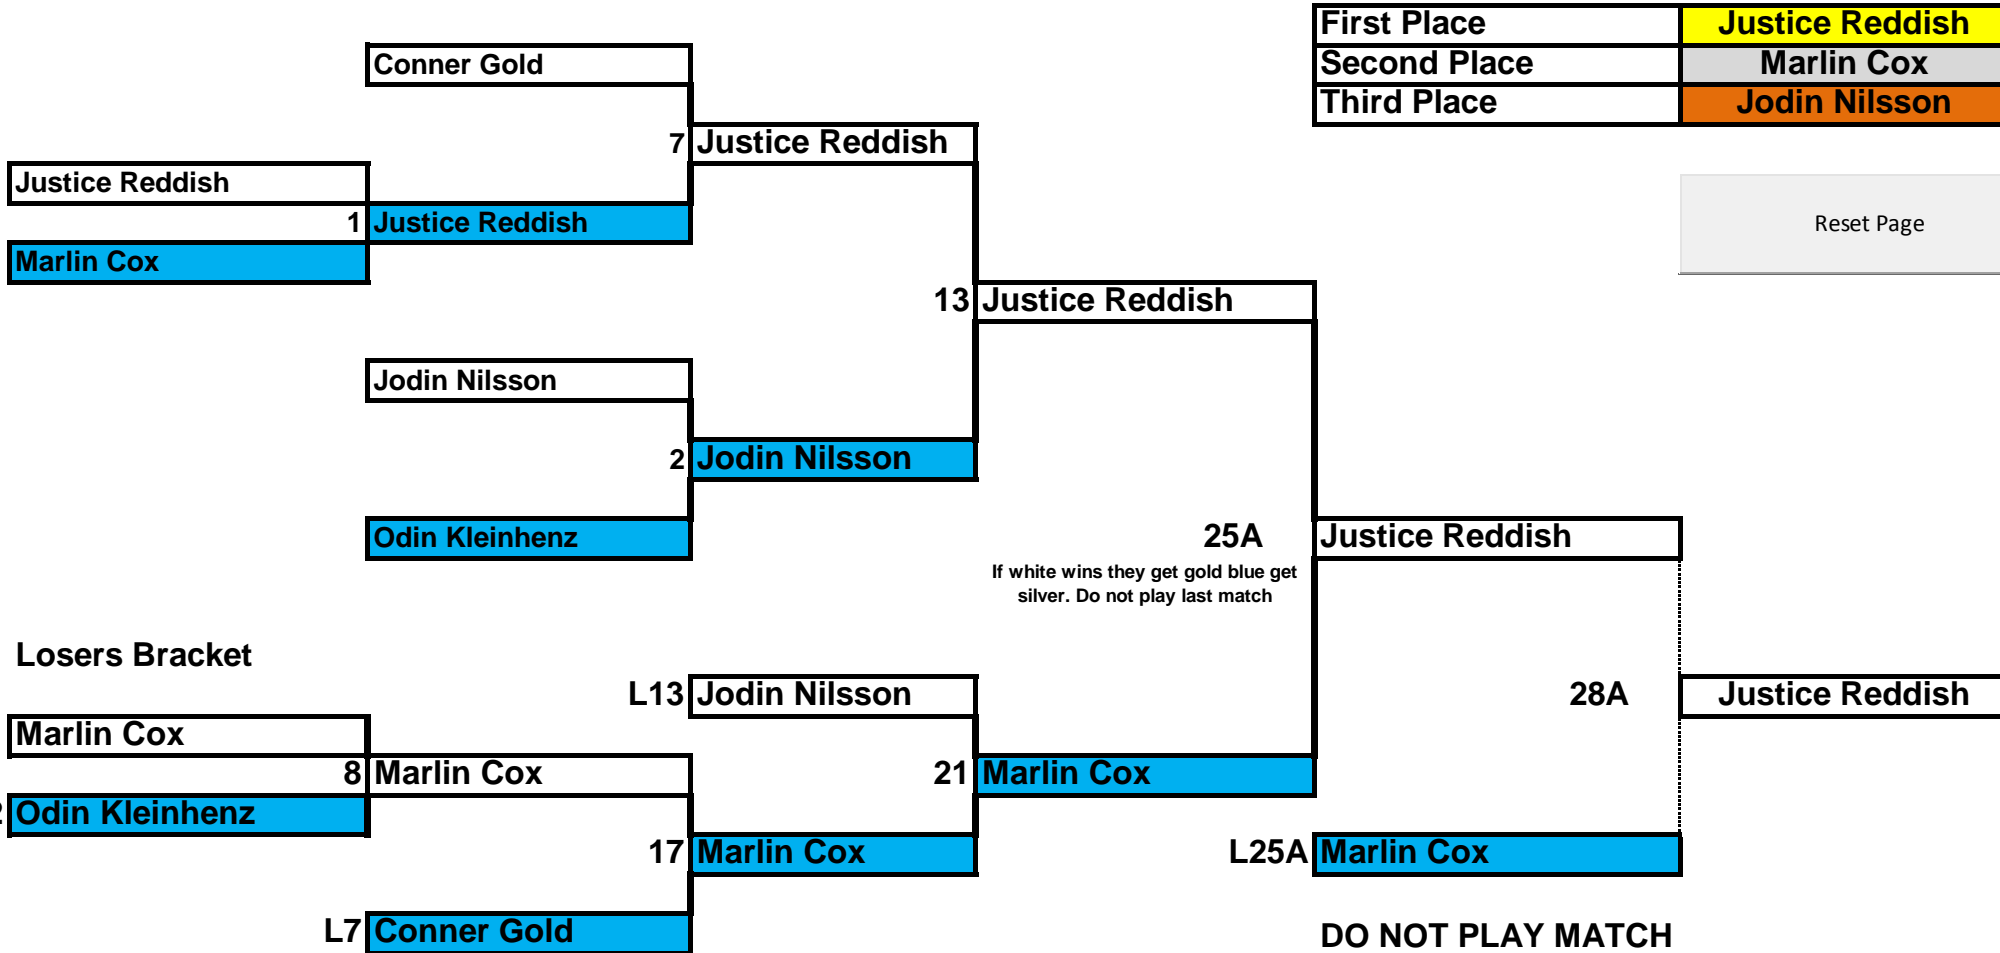 First Place Justice Reddish
Conner Gold
Second Place Marlin Cox
Third Place Jodin Nilsson
7 Justice Reddish
Justice Reddish
1 Justice Reddish
Reset Page
Marlin Cox
13 Justice Reddish
Jodin Nilsson
2 Jodin Nilsson
Odin Kleinhenz
25A Justice Reddish
If white wins they get gold blue get
silver. Do not play last match
Losers Bracket
L13 Jodin Nilsson
28A Justice Reddish
Marlin Cox
8 Marlin Cox
21 Marlin Cox
Odin Kleinhenz
17 Marlin Cox
L25A Marlin Cox
L7 Conner Gold
DO NOT PLAY MATCH